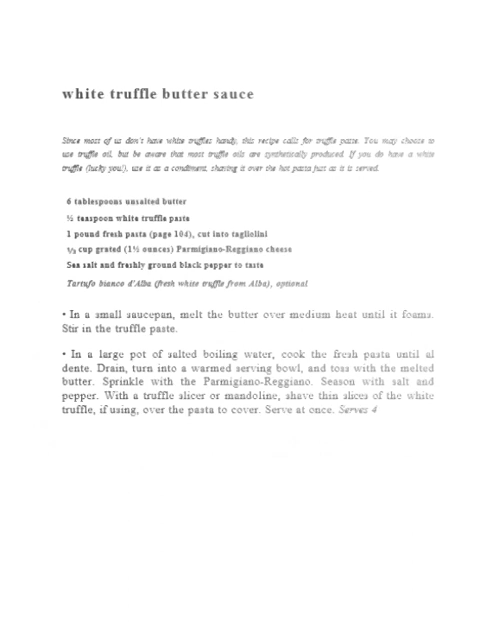 white truffle butter sauce
Since most of us don't have white truffles handy, this recipe calls for truffle paste. You may choose to
use truffle oil, but be aware that most truffle oils are synthetically produced. If you do have a white
truffle (lucky you!), use it as a condiment, shaving it over the hot pasta just as it is served.
6 tablespoons unsalted butter
½ teaspoon white truffle paste
1 pound fresh pasta (page 104), cut into tagliolini
⅓ cup grated (1½ ounces) Parmigiano-Reggiano cheese
Sea salt and freshly ground black pepper to taste
Tartufo bianco d'Alba (fresh white truffle from Alba), optional
• In a small saucepan, melt the butter over medium heat until it foams.
Stir in the truffle paste.
• In a large pot of salted boiling water, cook the fresh pasta until al
dente. Drain, turn into a warmed serving bowl, and toss with the melted
butter. Sprinkle with the Parmigiano-Reggiano. Season with salt and
pepper. With a truffle slicer or mandoline, shave thin slices of the white
truffle, if using, over the pasta to cover. Serve at once. Serves 4